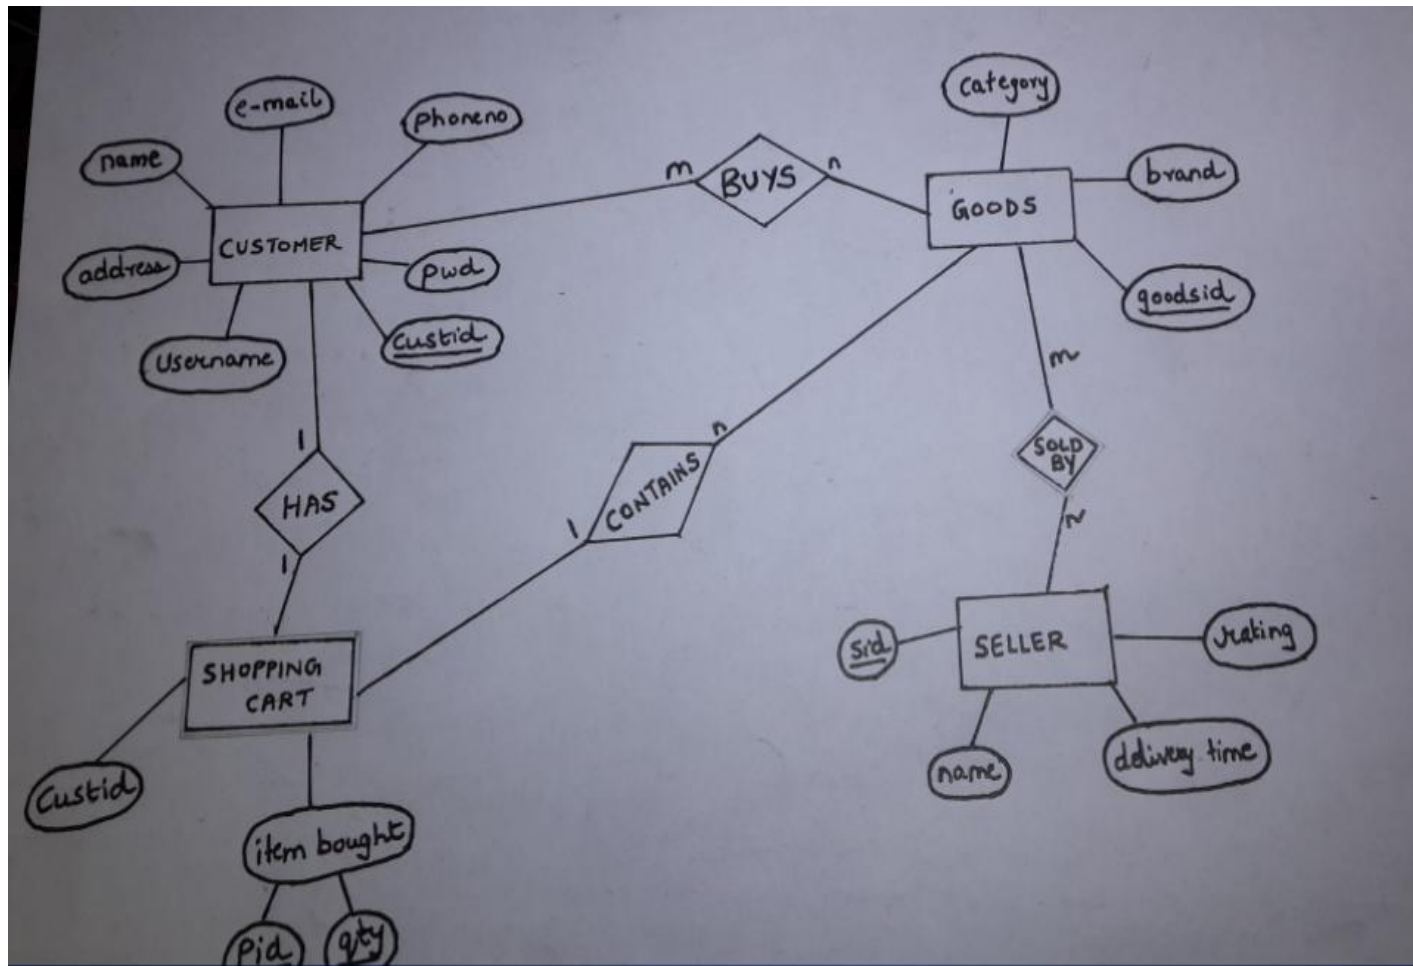 e-mail
phoneno
name
CUSTOMER
address
pwd
custid
Username
m
BUYS
n
category
GOODS
brand
goodsid
m
SOLD
BY
n
1
HAS
1
n
CONTAINS
1
SHOPPING
CART
Custid
item bought
Pid
qty
sid
SELLER
rating
name
delivery time